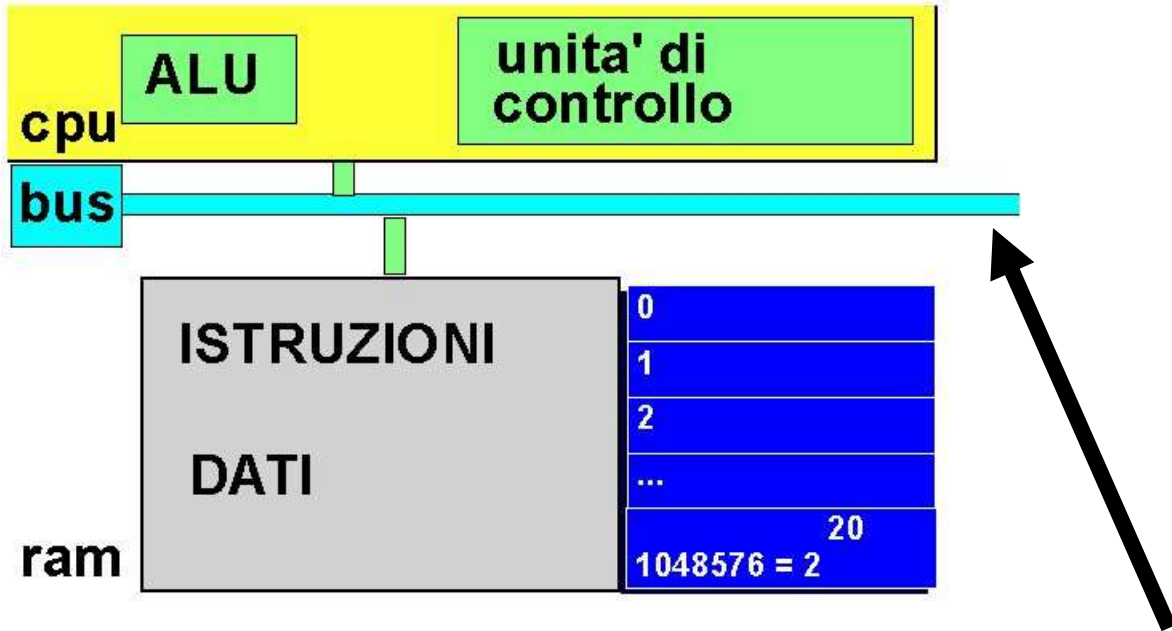 ALU
unita' di
controllo
cpu
bus
ISTRUZIONI
DATI
ram
0
1
2
...
20
1048576 = 2